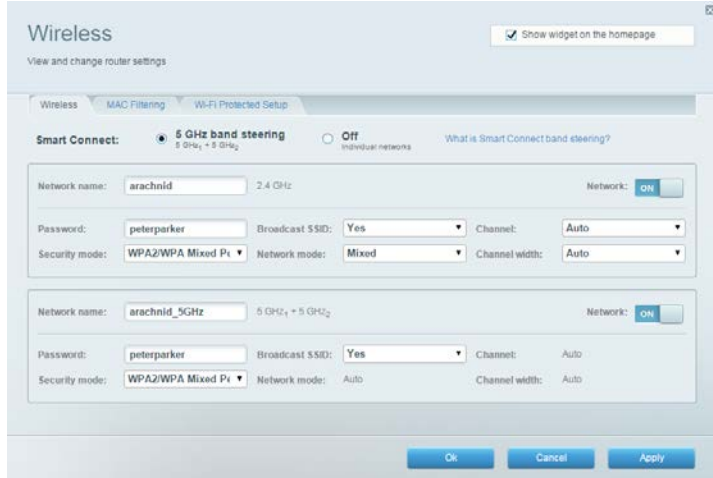 Wireless
Show widget on the homepage
View and change router settings
Wireless MAC Filtering Wi-Fi Protected Setup
Smart Connect: 5 GHz band steering Off What is Smart Connect band steering?
5 GHz1 + 5 GHz2 Individual networks
Network name: arachnid 2.4 GHz Network: ON
Password: peterparker Broadcast SSID: Yes Channel: Auto
Security mode: WPA2/WPA Mixed Pe Network mode: Mixed Channel width: Auto
Network name: arachnid_5GHz 5 GHz1 + 5 GHz2 Network: ON
Password: peterparker Broadcast SSID: Yes Channel: Auto
Security mode: WPA2/WPA Mixed Pe Network mode: Auto Channel width: Auto
Ok Cancel Apply